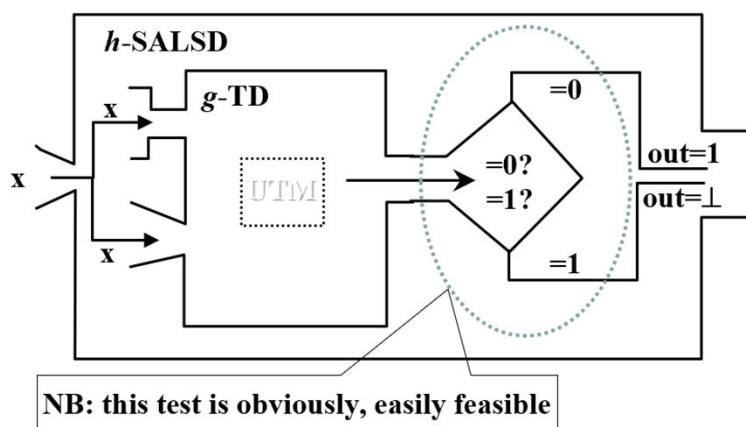 h-SALSD
g-TD
x
x
x
UTM
=0?
=1?
=0
=1
out=1
out=⊥
NB: this test is obviously, easily feasible